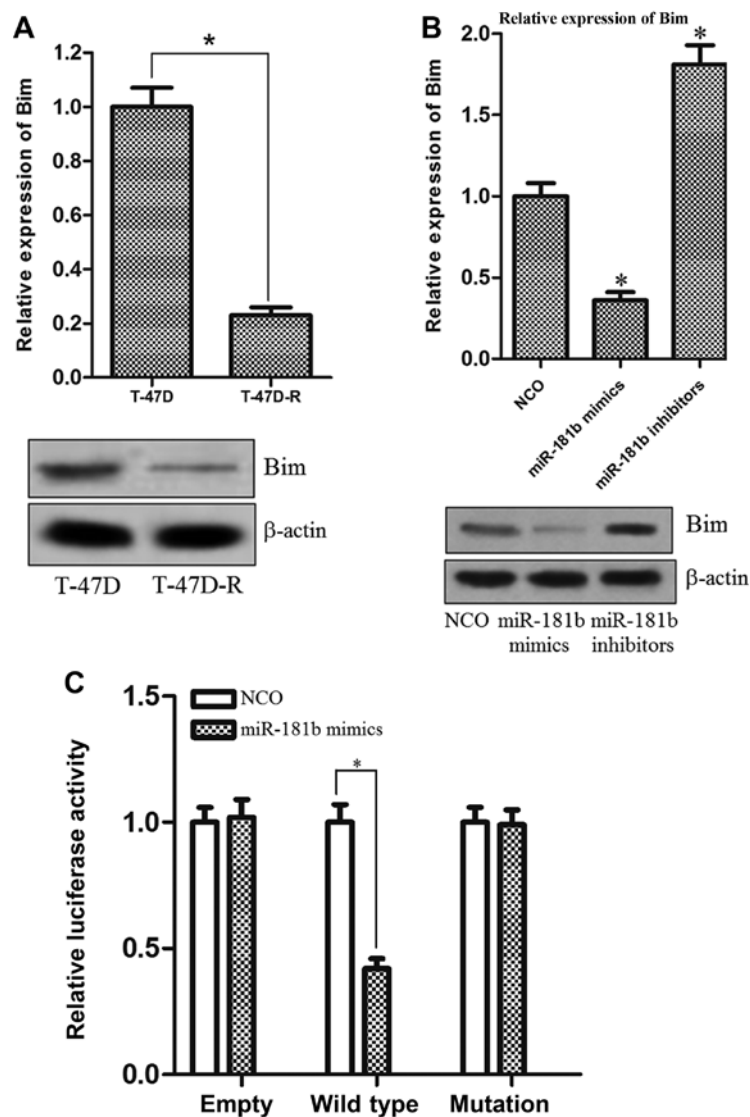 A
Relative expression of Bim
1.2
1.0
0.8
0.6
0.4
0.2
0.0
*
T-47D
T-47D-R
Bim
β-actin
T-47D
T-47D-R
B
Relative expression of Bim
Relative expression of Bim
2.0
1.5
1.0
0.5
0.0
*
*
NCO
miR-181b mimics
miR-181b inhibitors
Bim
β-actin
NCO
miR-181b
mimics
miR-181b
inhibitors
C
Relative luciferase activity
1.5
1.0
0.5
0.0
NCO
miR-181b mimics
*
Empty
Wild type
Mutation